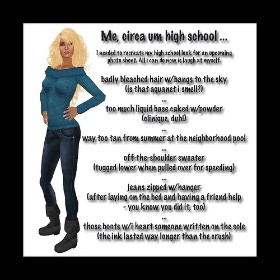 Me, circa um high school ...
I needed to recreate my high school look for an upcoming
photo shoot. All I can do now is laugh at myself.
badly bleached hair w/bangs to the sky
(is that aquanet i smell?)
...
too much liquid base caked w/powder
(clinique, duh!)
...
way too tan from summer at the neighborhood pool
...
off-the-shoulder sweater
(tugged lower when pulled over for speeding)
...
jeans zipped w/hanger
(after laying on the bed and having a friend help
- you know you did it, too)
...
those boots w/i heart someone written on the sole
(the ink lasted way longer than the crush)